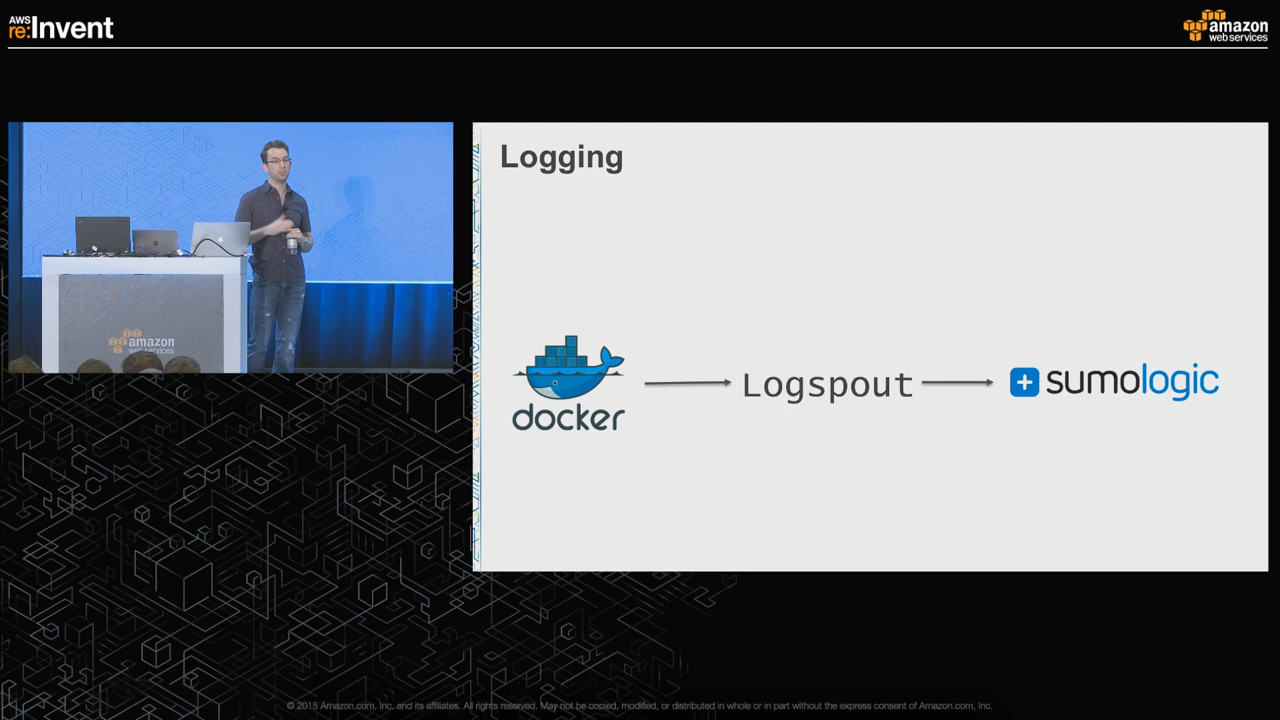 AWS
re:Invent
amazon
web services
Logging
docker
Logspout
sumologic
amazon
web services
© 2015 Amazon.com, Inc. and its affiliates. All rights reserved. May not be copied, modified, or distributed in whole or in part without the express consent of Amazon.com, Inc.